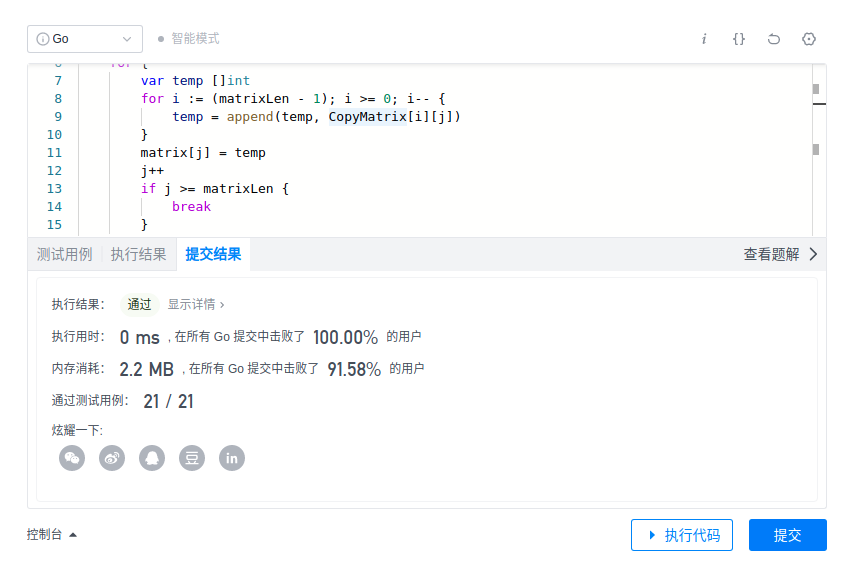 Go
智能模式
i {}
6 for {
7 var temp []int
8 for i := (matrixLen - 1); i >= 0; i-- {
9 temp = append(temp, CopyMatrix[i][j])
10 }
11 matrix[j] = temp
12 j++
13 if j >= matrixLen {
14 break
15 }
测试用例 执行结果 提交结果 查看题解
执行结果： 通过 显示详情 ›
执行用时： 0 ms , 在所有 Go 提交中击败了 100.00% 的用户
内存消耗： 2.2 MB , 在所有 Go 提交中击败了 91.58% 的用户
通过测试用例： 21 / 21
炫耀一下:
豆 in
控制台 执行代码 提交